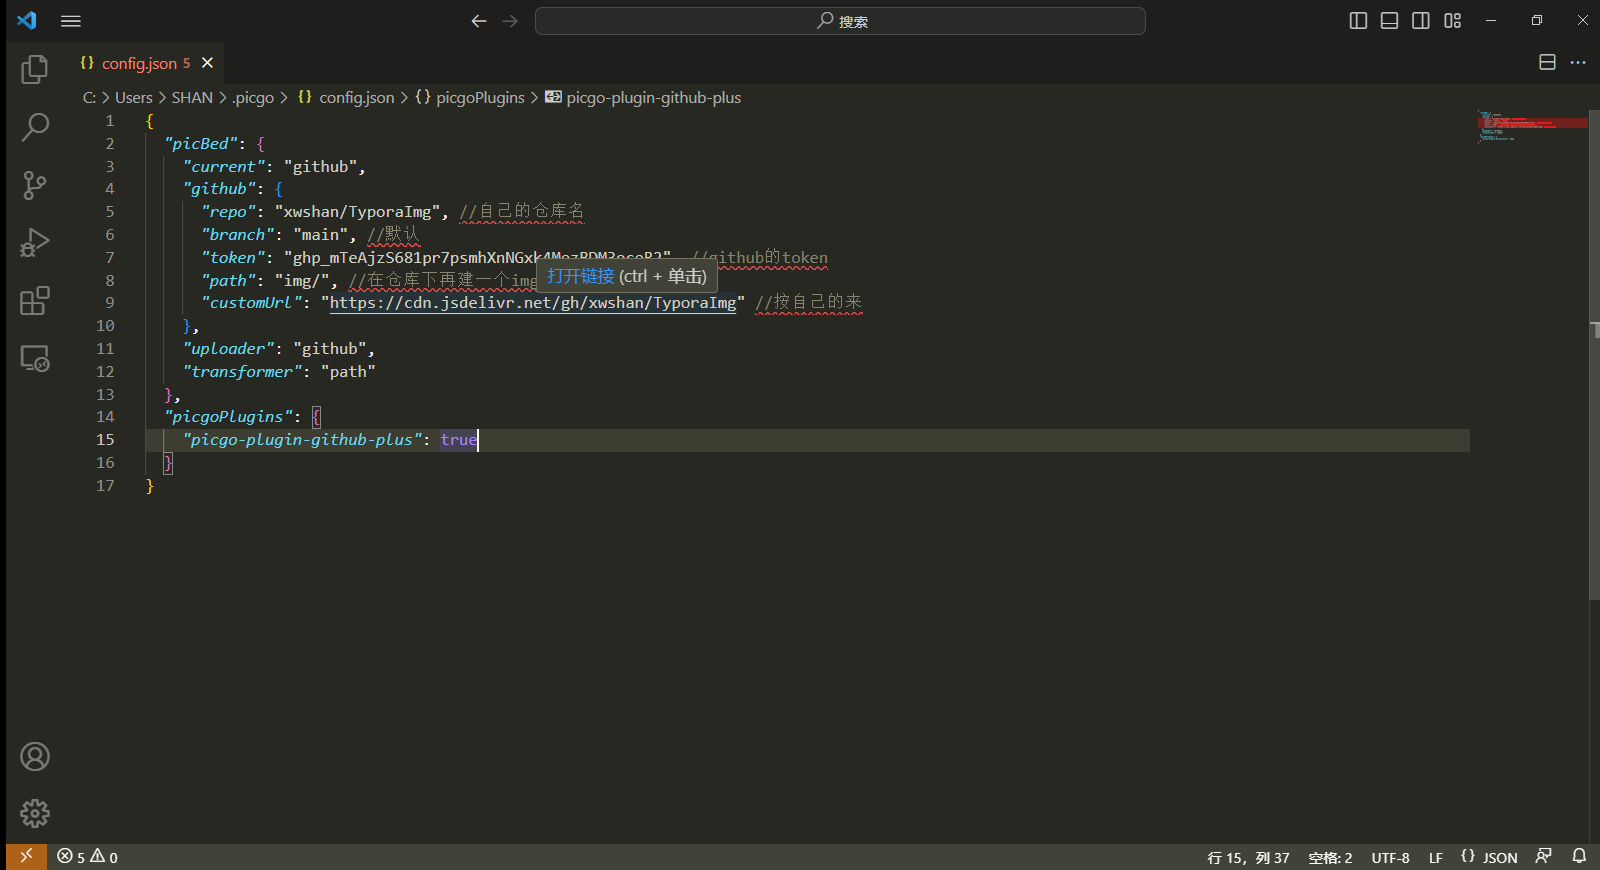 搜索
{} config.json 5
C: > Users > SHAN > .picgo > {} config.json > {} picgoPlugins > picgo-plugin-github-plus
1 {
2 "picBed": {
3 "current": "github",
4 "github": {
5 "repo": "xwshan/TyporaImg", //自己的仓库名
6 "branch": "main", //默认
7 "token": //github的token
8 "path": "img/", //在仓库下再建一个img
打开链接 (ctrl + 单击)
9 "customUrl": "https://cdn.jsdelivr.net/gh/xwshan/TyporaImg" //按自己的来
10 },
11 "uploader": "github",
12 "transformer": "path"
13 },
14 "picgoPlugins": {
15 "picgo-plugin-github-plus": true
16 }
17 }
5 0
行 15，列 37 空格: 2 UTF-8 LF {} JSON